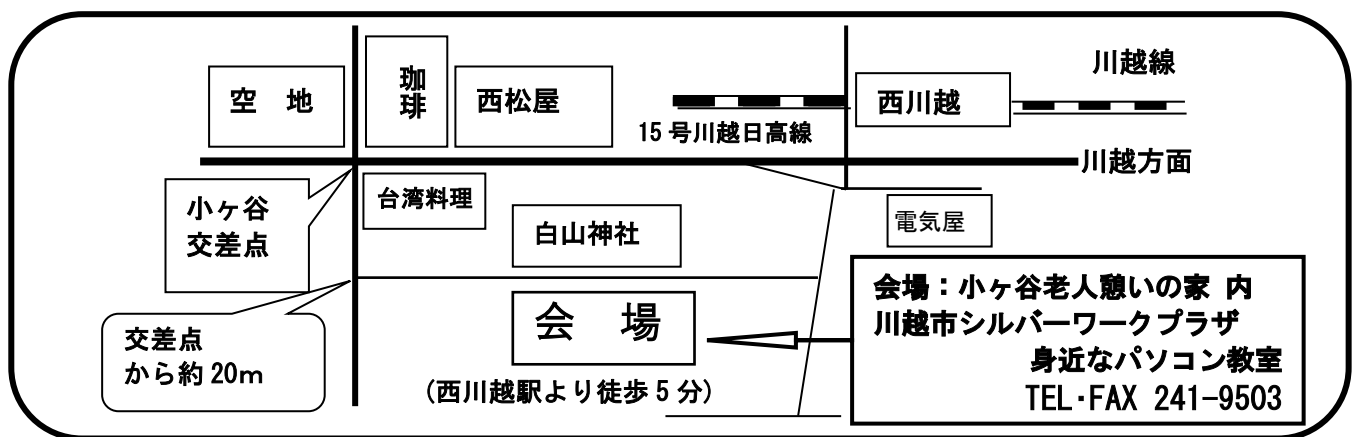 空 地
珈琲
西松屋
15号川越日高線
西川越
川越線
川越方面
小ヶ谷
交差点
台湾料理
白山神社
電気屋
交差点
から約20m
会 場
(西川越駅より徒歩5分)
会場:小ヶ谷老人憩いの家 内
川越市シルバーワークプラザ
身近なパソコン教室
TEL・FAX 241-9503